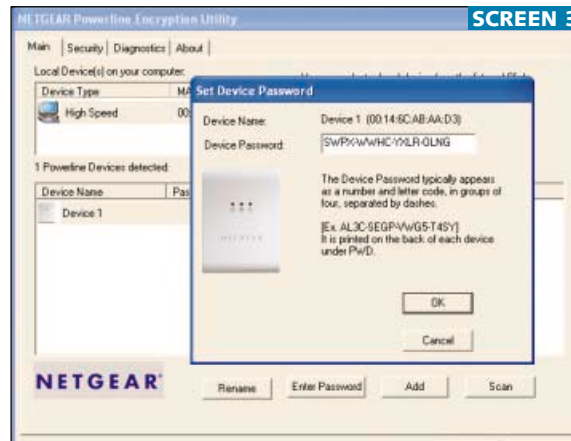 NETGEAR Powerline Encryption Utility
SCREEN 3
Main Security Diagnostics About
Local Device(s) on your computer:
Device Type MA
High Speed 00:
Set Device Password
Device Name: Device 1 (00:14:6C:AB:AA:D3)
Device Password: SWPX-WWHC-YXLR-OLNG
The Device Password typically appears
as a number and letter code, in groups of
four, separated by dashes.
[Ex. AL3C-SEGP-VWG5-T4SY]
It is printed on the back of each device
under PWD.
1 Powerline Devices detected:
Device Name Pas
Device 1
NETGEAR
OK
Cancel
NETGEAR
Rename Enter Password Add Scan